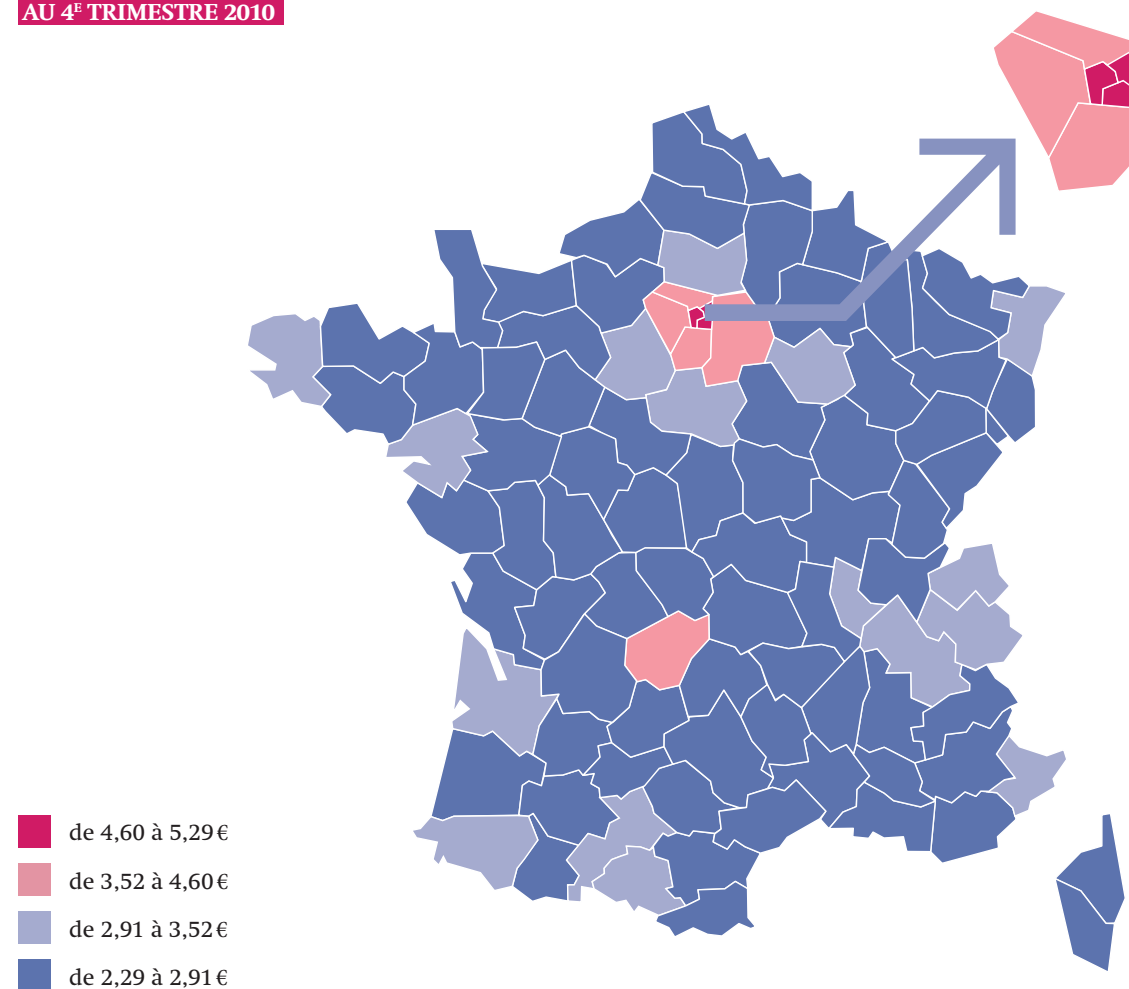 AU 4E TRIMESTRE 2010
de 4,60 à 5,29 €
de 3,52 à 4,60 €
de 2,91 à 3,52 €
de 2,29 à 2,91 €